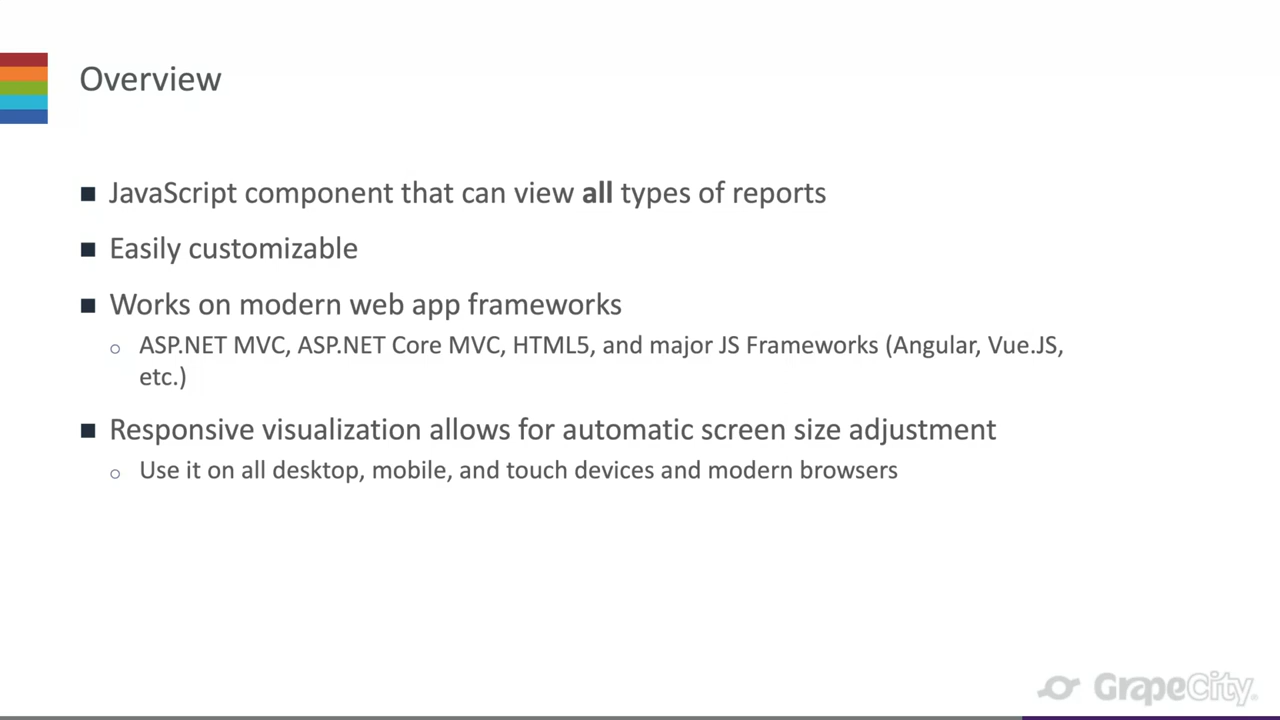 Overview
■ JavaScript component that can view all types of reports
■ Easily customizable
■ Works on modern web app frameworks
○ ASP.NET MVC, ASP.NET Core MVC, HTML5, and major JS Frameworks (Angular, Vue.JS,
etc.)
■ Responsive visualization allows for automatic screen size adjustment
○ Use it on all desktop, mobile, and touch devices and modern browsers
GrapeCity.